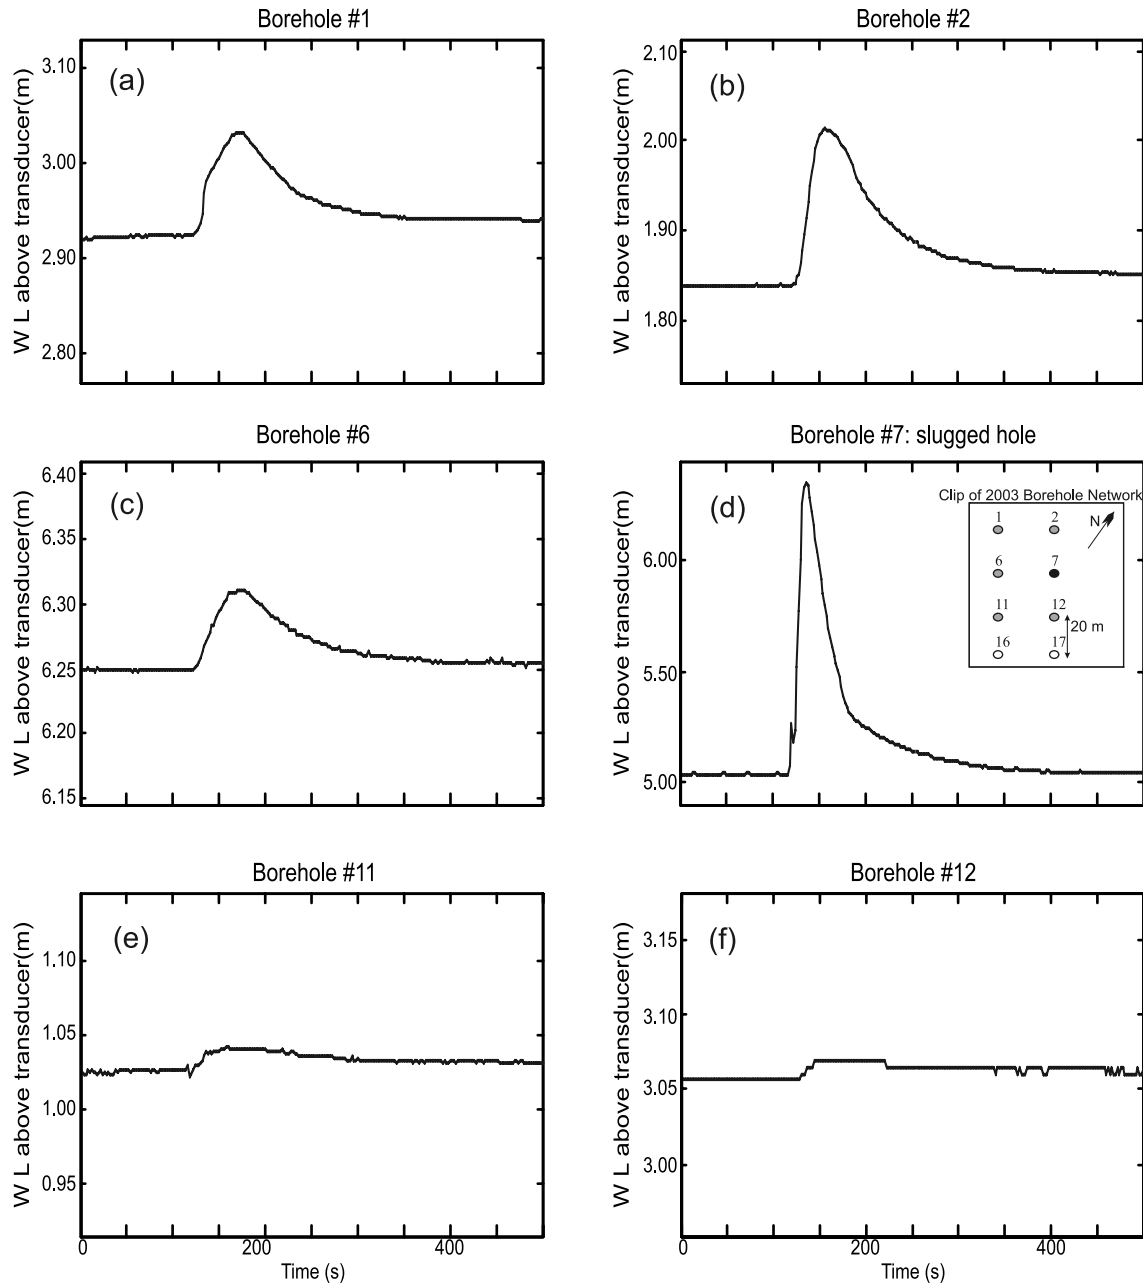 Borehole #1
W L above transducer(m)
(a)
3.10
3.00
2.90
2.80
Borehole #2
W L above transducer(m)
(b)
2.10
2.00
1.90
1.80
Borehole #6
W L above transducer(m)
(c)
6.40
6.35
6.30
6.25
6.20
6.15
Borehole #7: slugged hole
W L above transducer(m)
(d)
6.00
5.50
5.00
Clip of 2003 Borehole Network
1 2 N
6 7
11 12
20 m
16 17
Borehole #11
W L above transducer(m)
(e)
1.10
1.05
1.00
0.95
0 200 400
Time (s)
Borehole #12
W L above transducer(m)
(f)
3.15
3.10
3.05
3.00
0 200 400
Time (s)